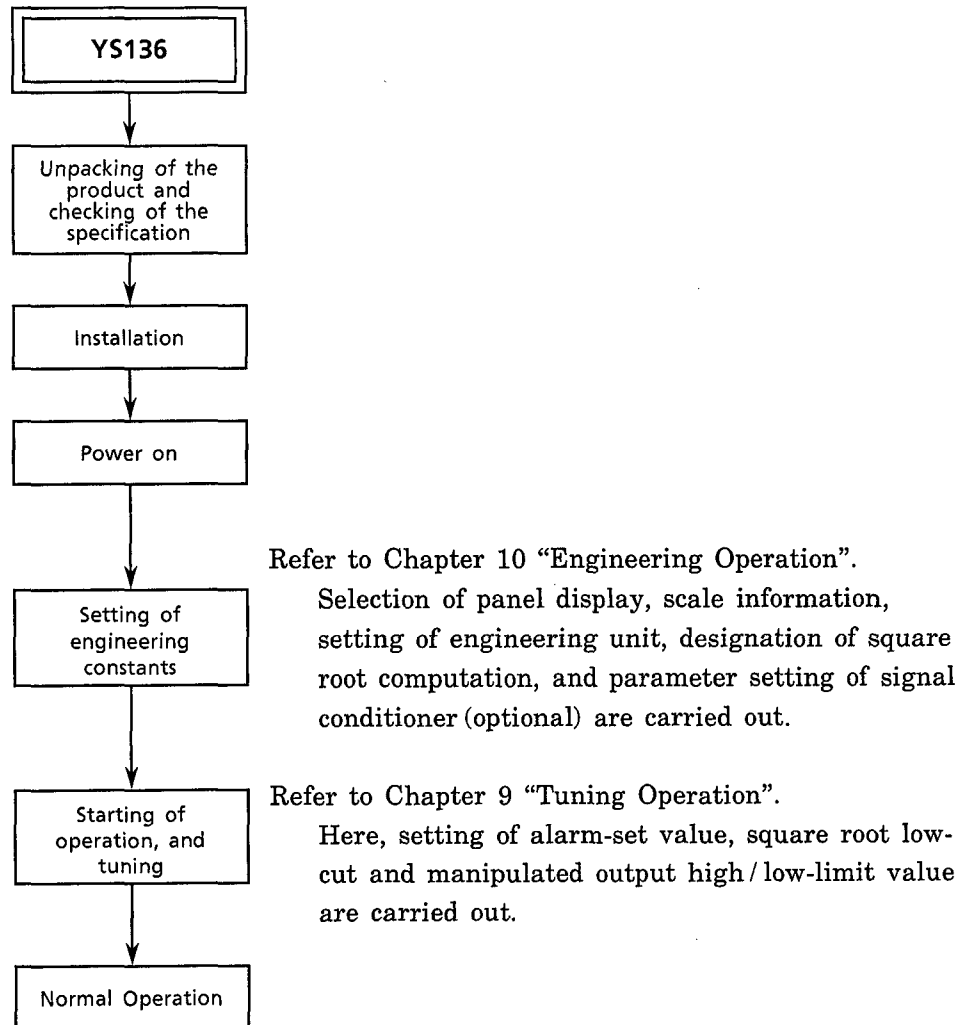 YS136
Unpacking of the
product and
checking of the
specification
Installation
Power on
Setting of
engineering
constants
Refer to Chapter 10 “Engineering Operation”.
Selection of panel display, scale information,
setting of engineering unit, designation of square
root computation, and parameter setting of signal
conditioner (optional) are carried out.
Starting of
operation, and
tuning
Refer to Chapter 9 “Tuning Operation”.
Here, setting of alarm-set value, square root low-
cut and manipulated output high / low-limit value
are carried out.
Normal Operation